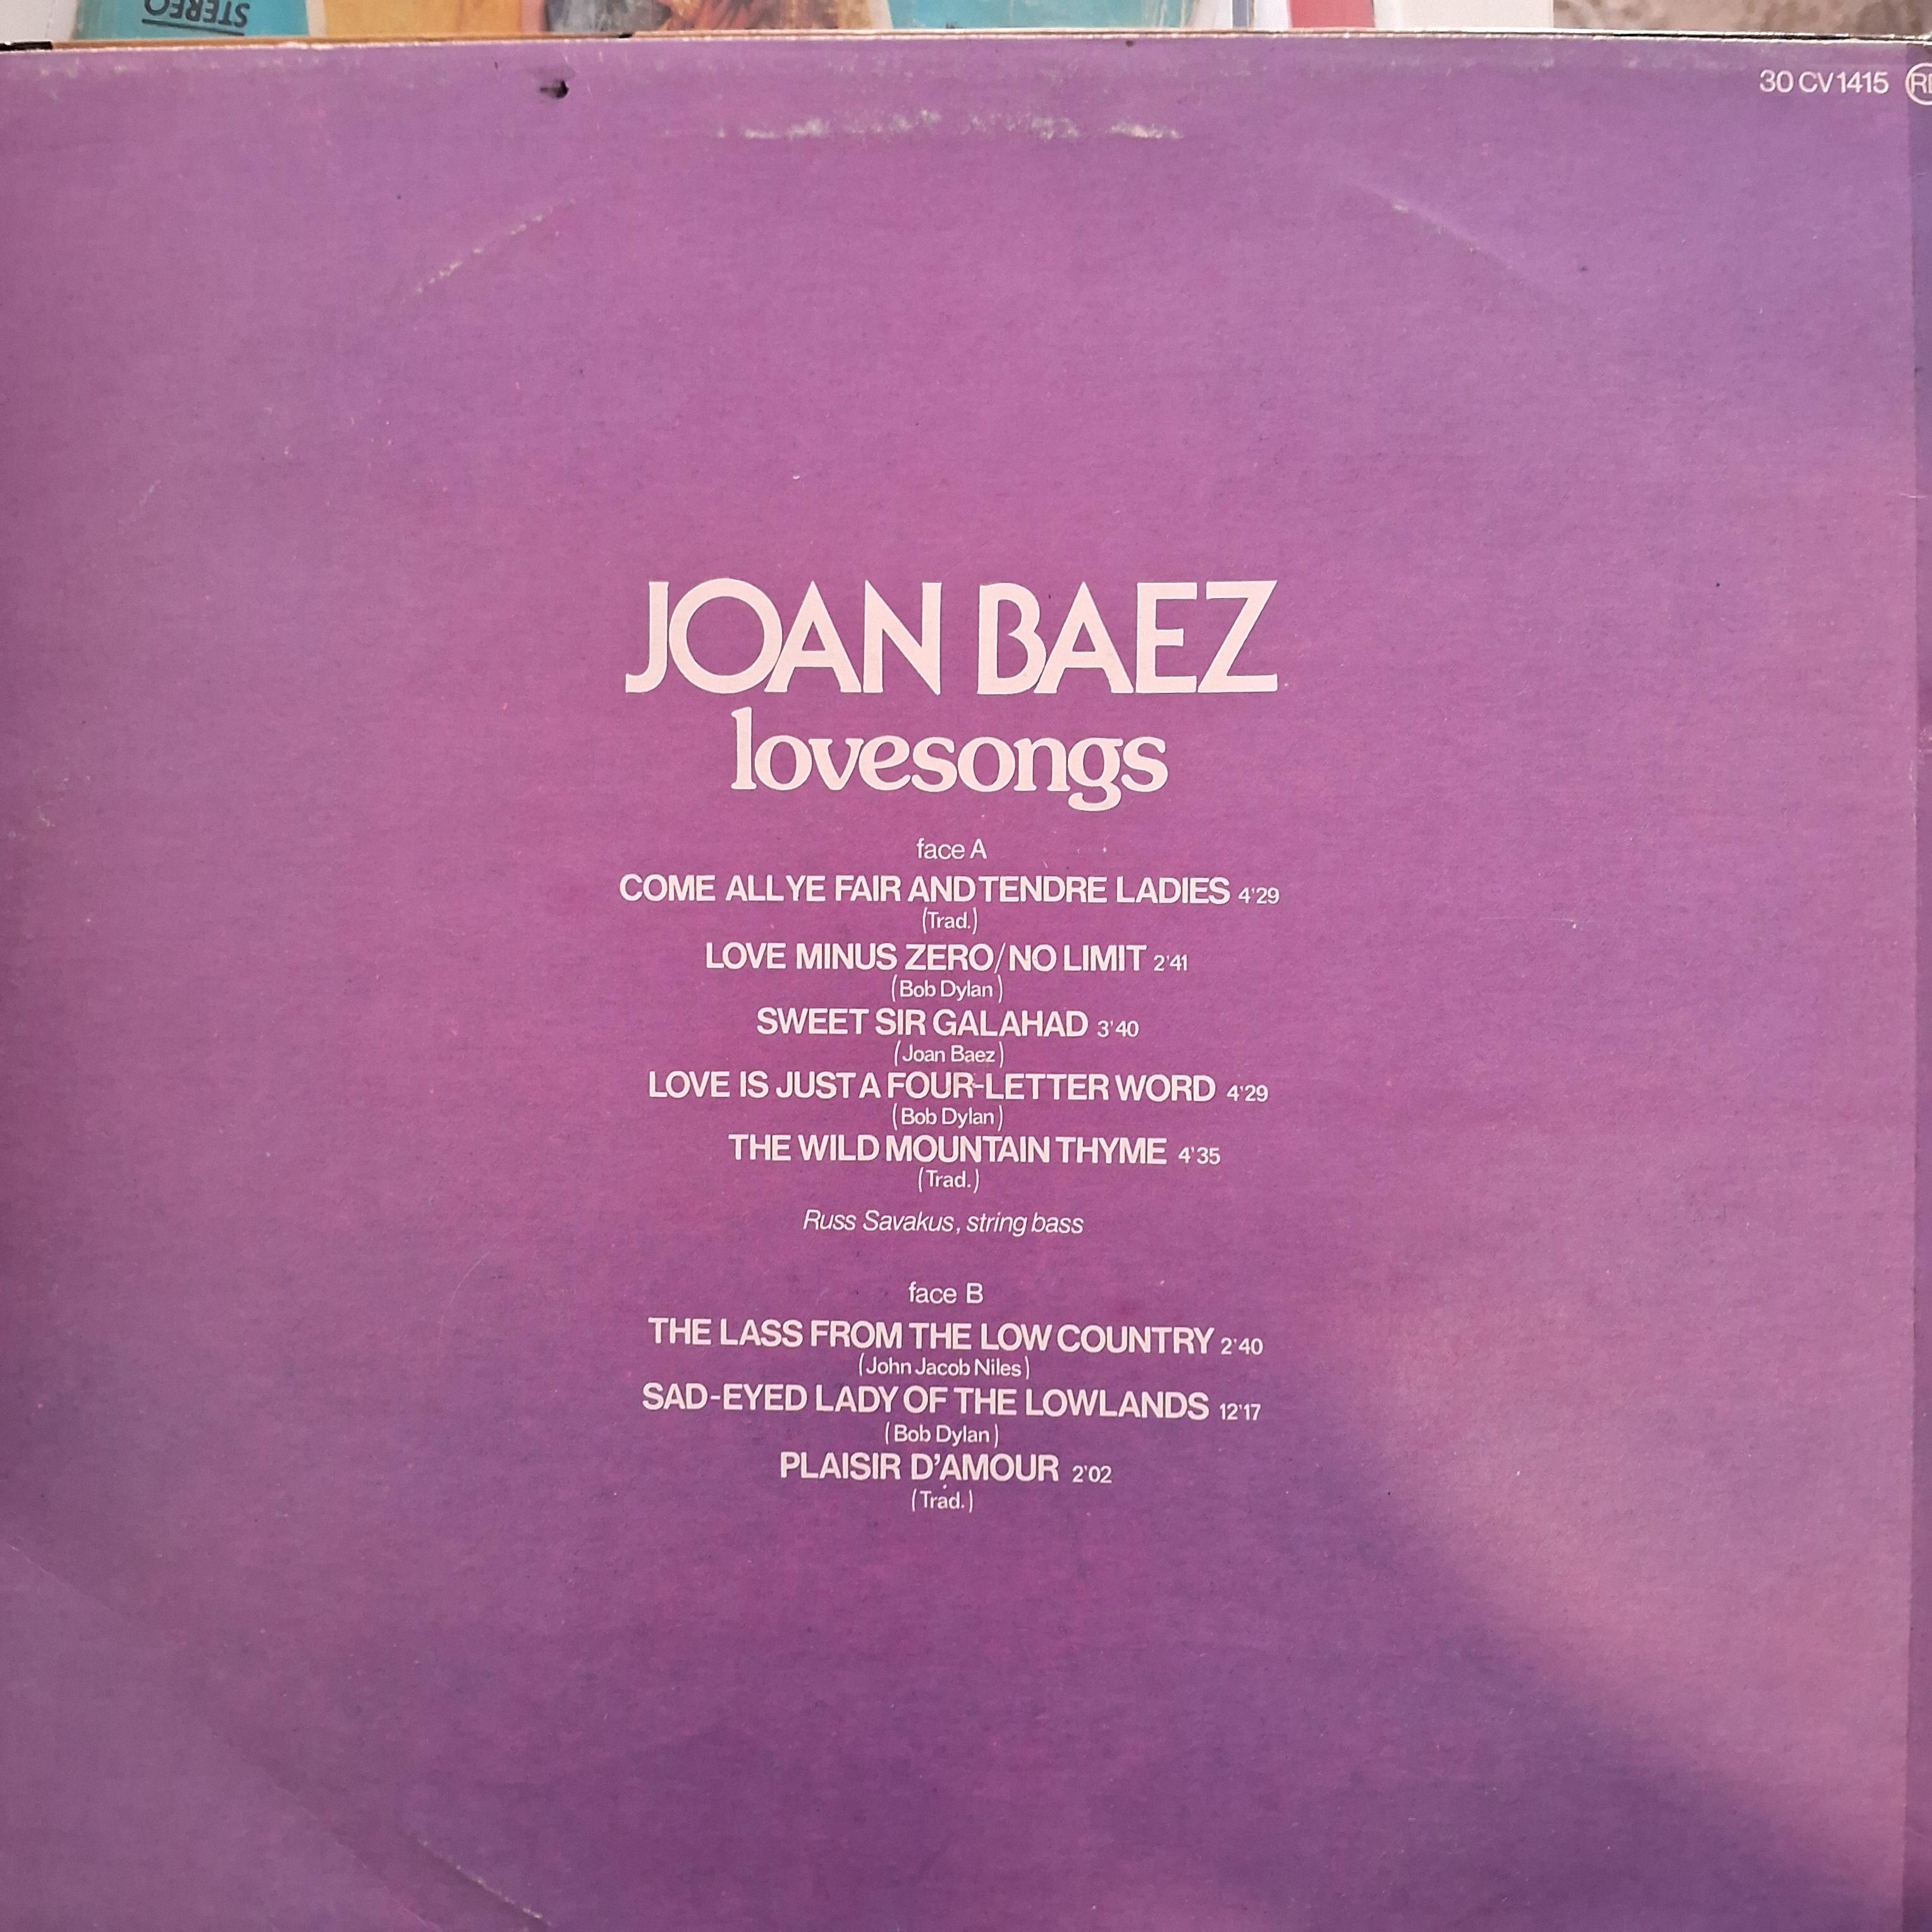 STEREO
30 CV 1415
JOAN BAEZ
lovesongs
face A
COME ALL YE FAIR AND TENDRE LADIES 4'29
(Trad.)
LOVE MINUS ZERO/NO LIMIT 2'41
(Bob Dylan)
SWEET SIR GALAHAD 3'40
(Joan Baez)
LOVE IS JUST A FOUR-LETTER WORD 4'29
(Bob Dylan)
THE WILD MOUNTAIN THYME 4'35
(Trad.)
Russ Savakus, string bass
face B
THE LASS FROM THE LOW COUNTRY 2'40
(John Jacob Niles)
SAD-EYED LADY OF THE LOWLANDS 12'17
(Bob Dylan)
PLAISIR D'AMOUR 2'02
(Trad.)